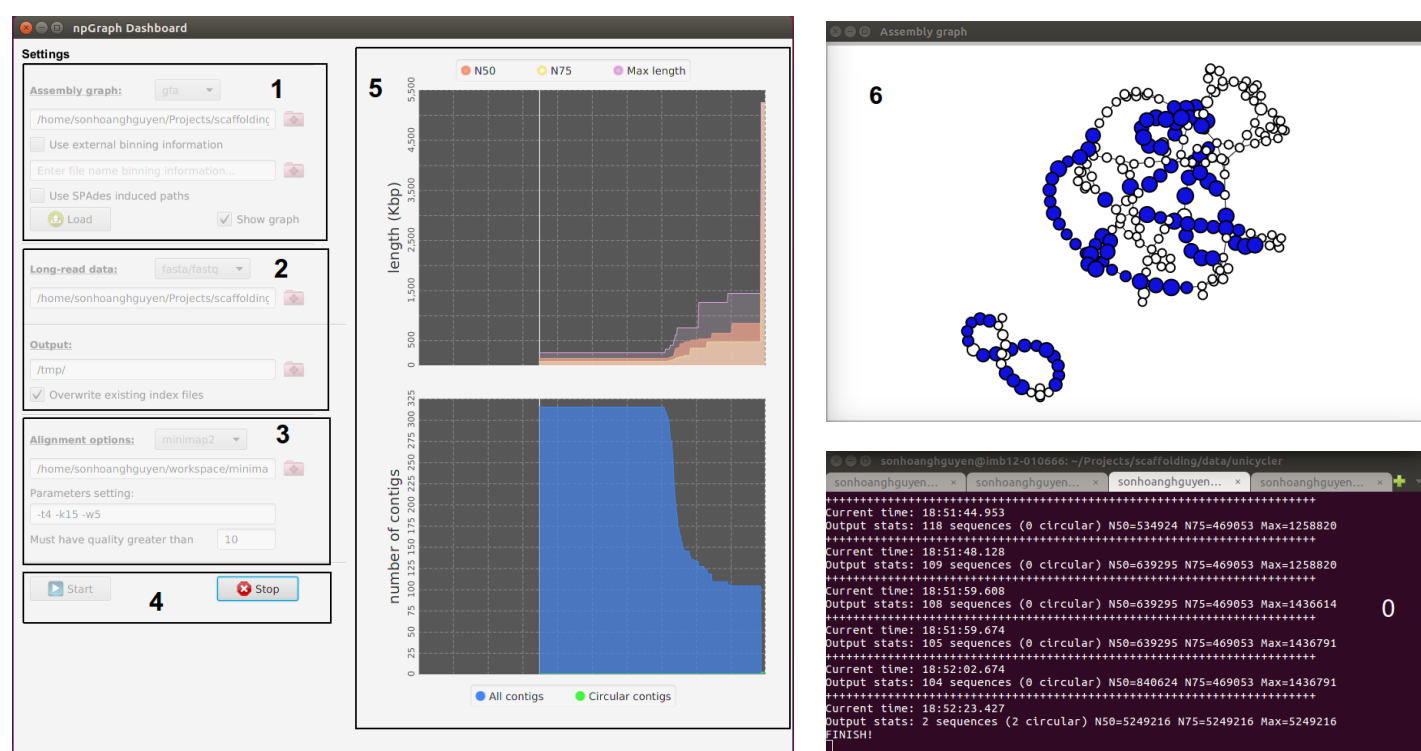 npGraph Dashboard
Settings
1
Assembly graph: gfa
/home/sonhoanghguyen/Projects/scaffolding
Use external binning information
Enter file name binning information...
Use SPAdes induced paths
Load Show graph
2
Long-read data: fasta/fastq
/home/sonhoanghguyen/Projects/scaffolding
Output:
/tmp/
Overwrite existing index files
3
Alignment options: minimap2
/home/sonhoanghguyen/workspace/minima
Parameters setting:
-t4 -k15 -w5
Must have quality greater than 10
Start Stop
4
5
N50 N75 Max length
length (Kbp)
5,500
4,500
3,500
2,500
1,500
500
0
number of contigs
325
300
275
250
225
200
175
150
125
100
75
50
25
0
All contigs Circular contigs
Assembly graph
6
sonhoanghguyen@imb12-010666: ~/Projects/scaffolding/data/unicycler
sonhoanghguyen... × sonhoanghguyen... × sonhoanghguyen... × sonhoanghguyen... ×
++++++++++++++++++++++++++++++++++++++++++++++++++++++++++++++++++++++
Current time: 18:51:44.953
Output stats: 118 sequences (0 circular) N50=534924 N75=469053 Max=1258820
++++++++++++++++++++++++++++++++++++++++++++++++++++++++++++++++++++++
Current time: 18:51:48.128
Output stats: 109 sequences (0 circular) N50=639295 N75=469053 Max=1258820
++++++++++++++++++++++++++++++++++++++++++++++++++++++++++++++++++++++
Current time: 18:51:59.608
Output stats: 108 sequences (0 circular) N50=639295 N75=469053 Max=1436614
0
++++++++++++++++++++++++++++++++++++++++++++++++++++++++++++++++++++++
Current time: 18:51:59.674
Output stats: 105 sequences (0 circular) N50=639295 N75=469053 Max=1436791
++++++++++++++++++++++++++++++++++++++++++++++++++++++++++++++++++++++
Current time: 18:52:02.674
Output stats: 104 sequences (0 circular) N50=840624 N75=469053 Max=1436791
++++++++++++++++++++++++++++++++++++++++++++++++++++++++++++++++++++++
Current time: 18:52:23.427
Output stats: 2 sequences (2 circular) N50=5249216 N75=5249216 Max=5249216
FINISH!